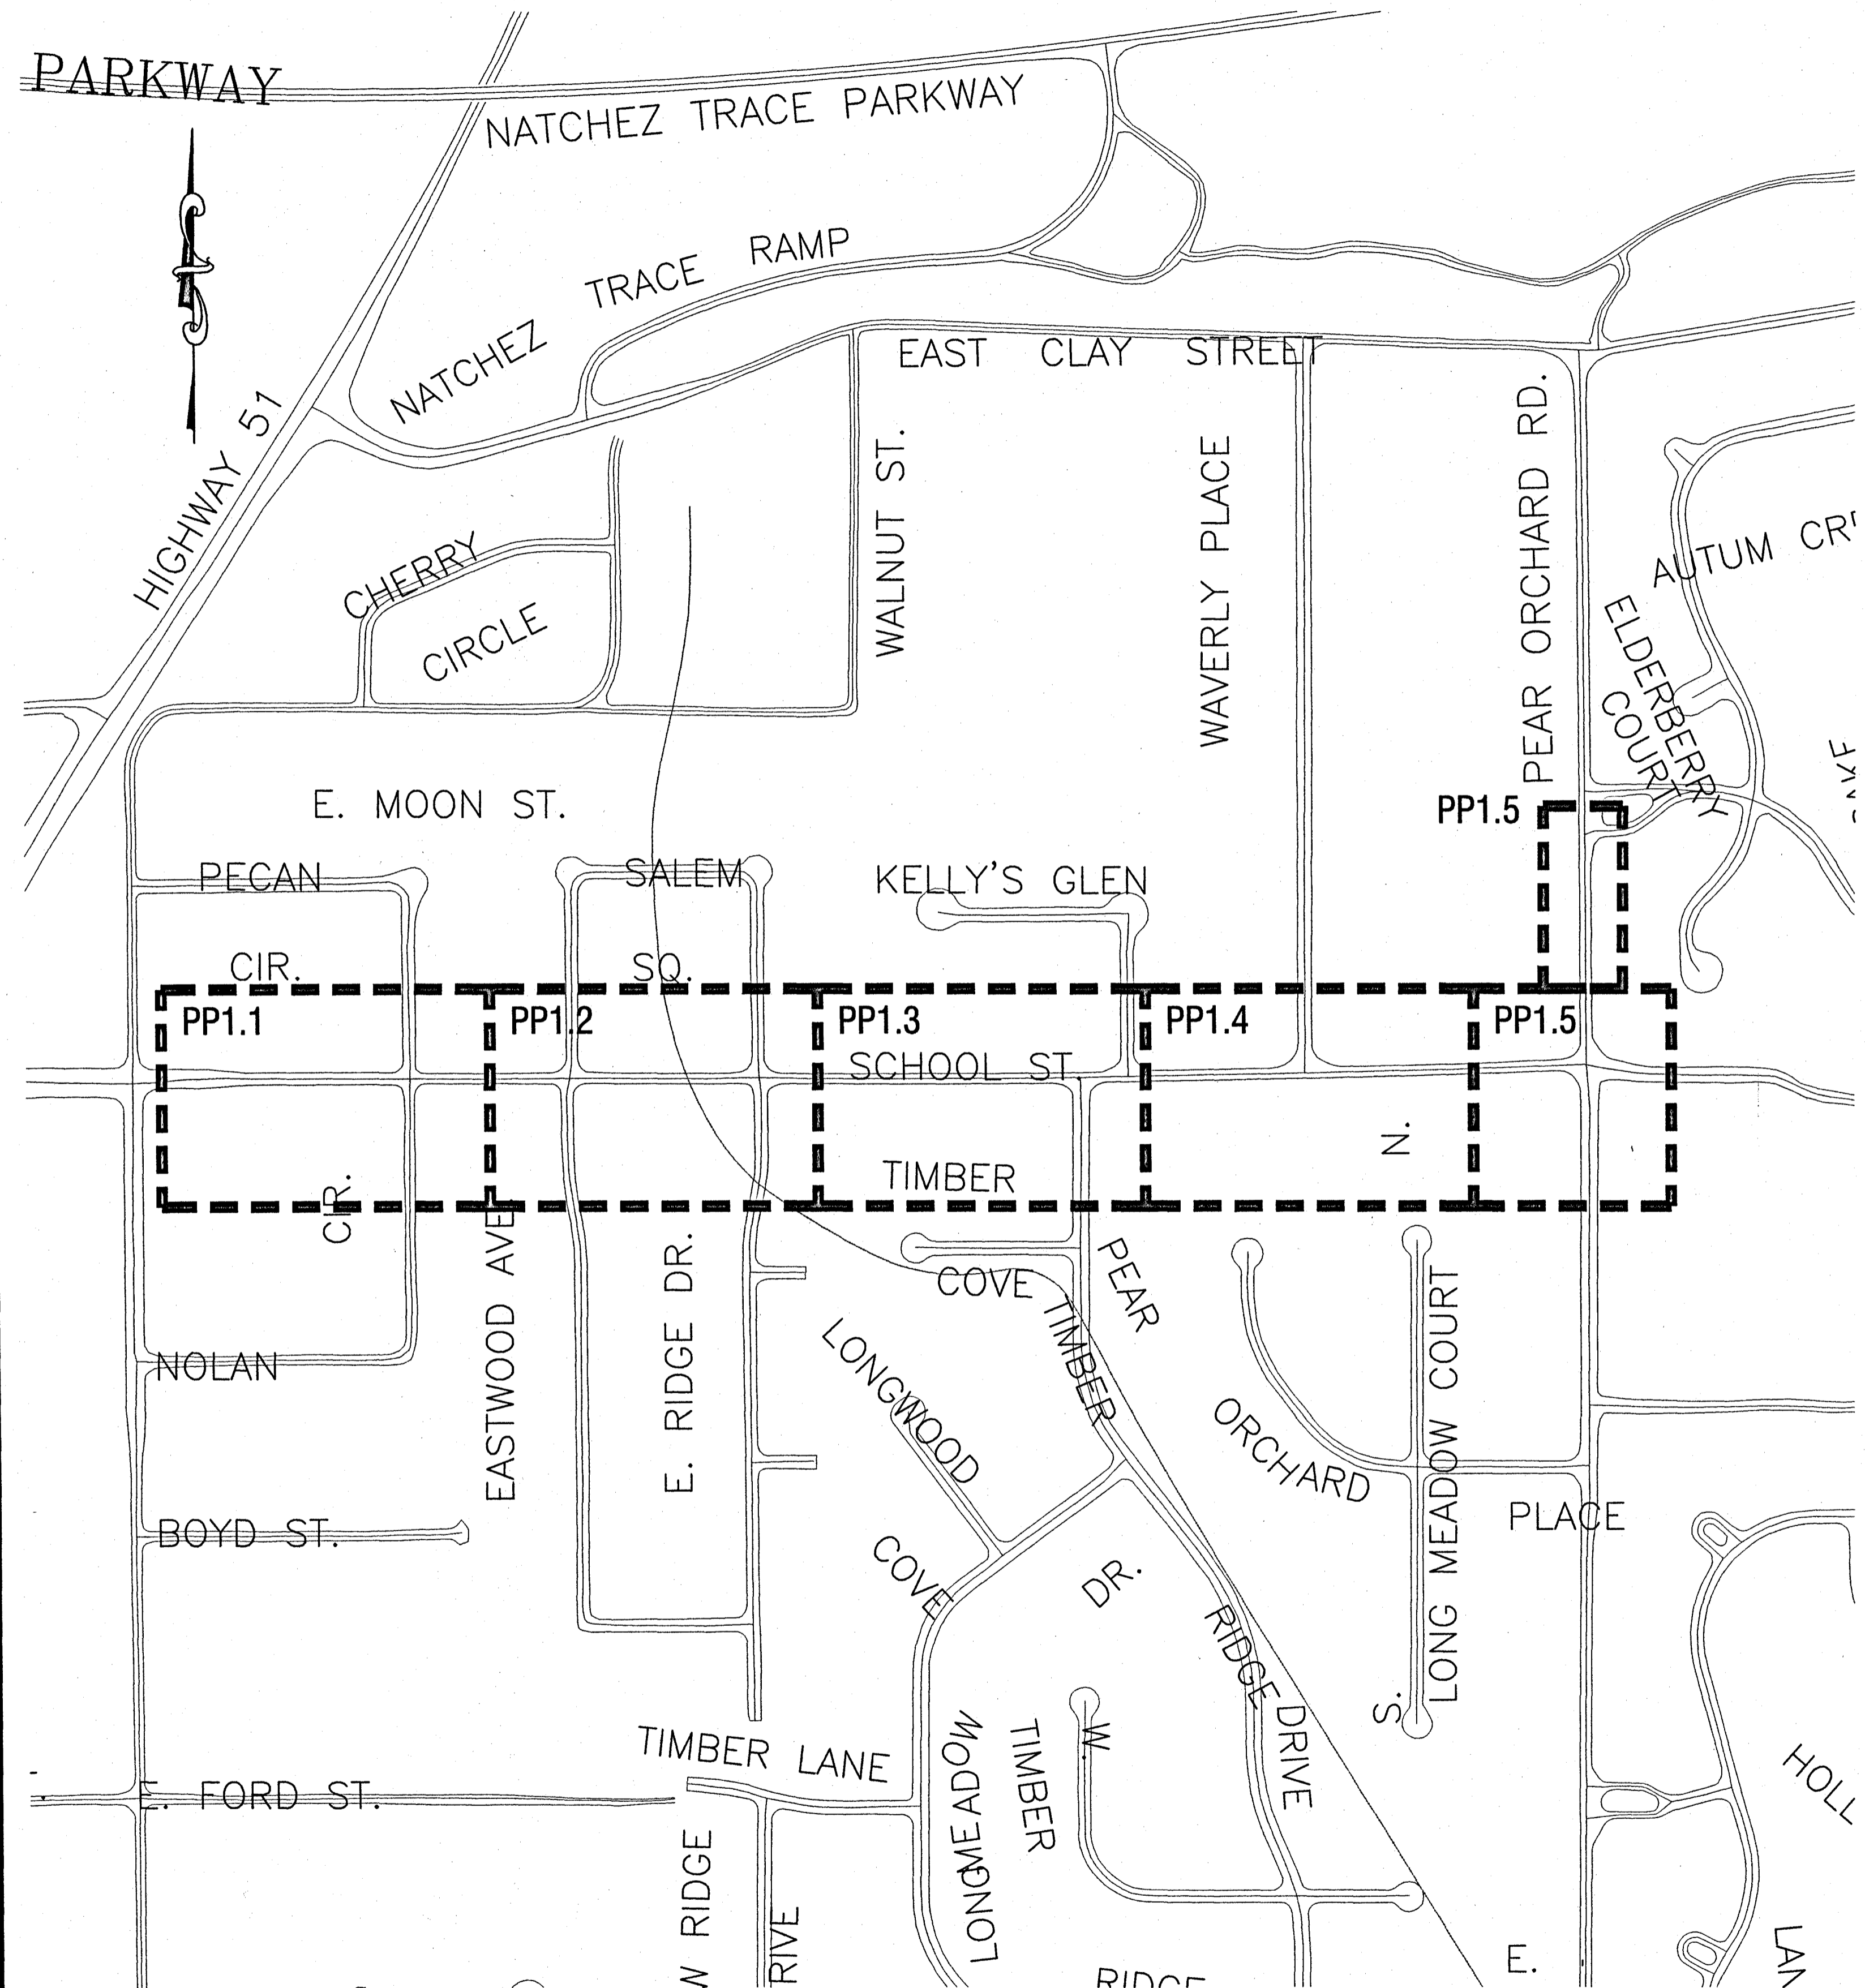 PARKWAY
NATCHEZ TRACE PARKWAY
NATCHEZ TRACE RAMP
EAST CLAY STREET
HIGHWAY 51
CHERRY
CIRCLE
WALNUT ST.
WAVERLY PLACE
PEAR ORCHARD RD.
AUTUM CR
ELDERBERRY
COURT
E. MOON ST.
PP1.5
PECAN
CIR.
SALEM
SQ.
KELLY'S GLEN
PP1.1
PP1.2
PP1.3
PP1.4
PP1.5
SCHOOL ST.
N.
TIMBER
COVE
CIR.
NOLAN
EASTWOOD AVE.
E. RIDGE DR.
LONGWOOD
COVE
PEAR
ORCHARD
PLACE
TIMBER
RIDGE
DRIVE
LONG MEADOW COURT
S.
BOYD ST.
DR.
TIMBER LANE
E. FORD ST.
LONGMEADOW
TIMBER
W.
W RIDGE
RIVE
RIDGE
E.
HOLL
LAN